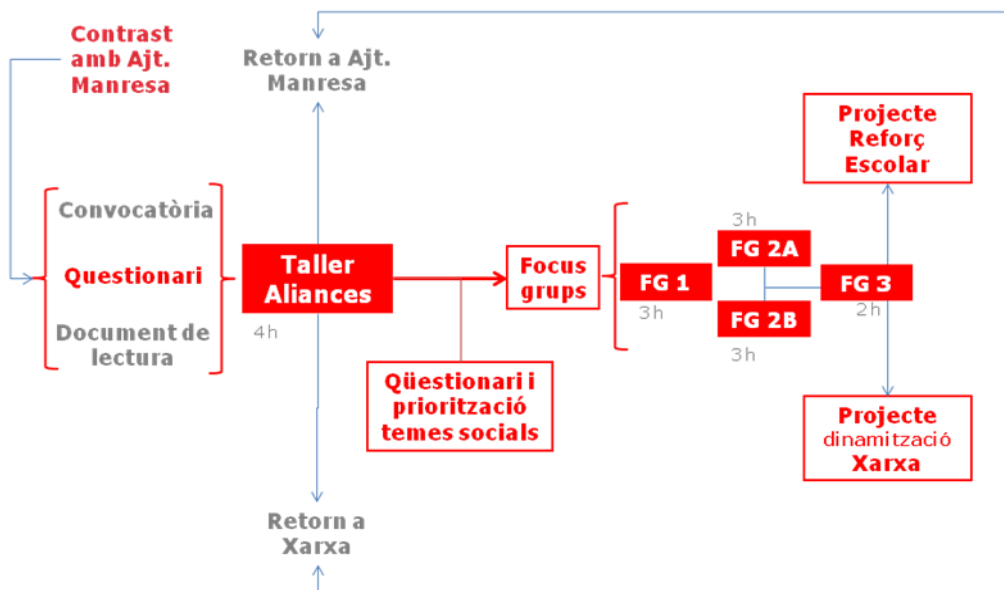 Contrast
amb Ajt.
Manresa
Retorn a Ajt.
Manresa
Convocatòria
Questionari
Document de
lectura
Taller
Aliances
4h
Focus
grups
Qüestionari i
priorització
temes socials
FG 1
3h
3h
FG 2A
FG 2B
3h
FG 3
2h
Projecte
Reforç
Escolar
Projecte
dinamització
Xarxa
Retorn a
Xarxa